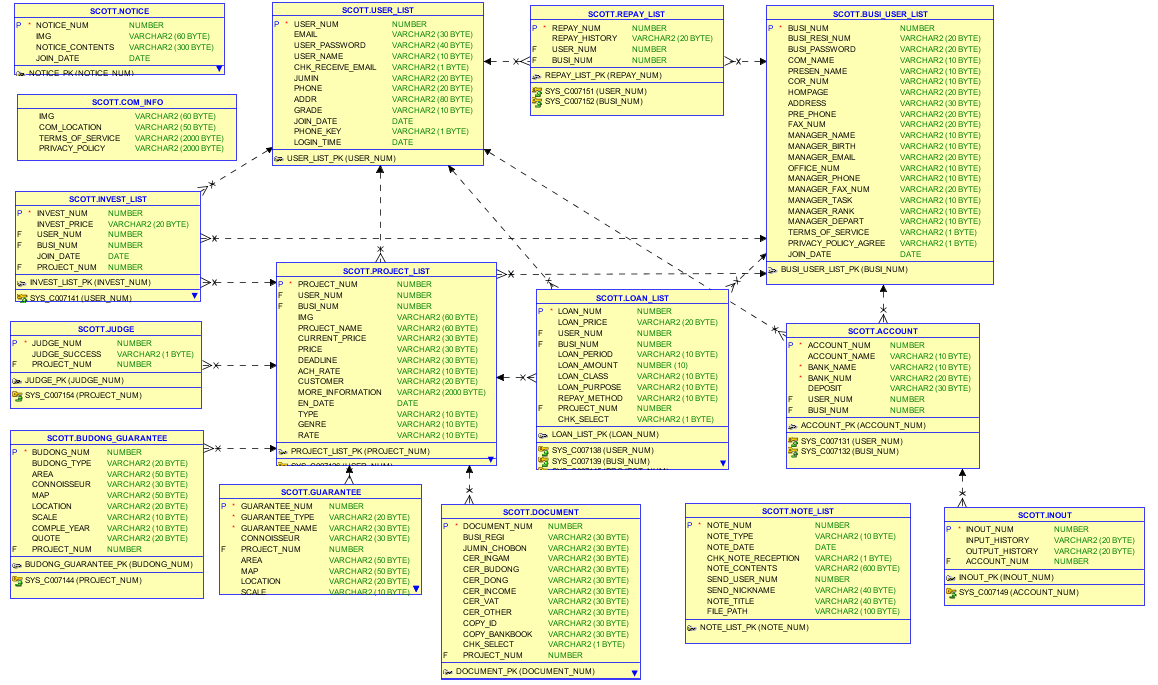 SCOTT.NOTICE
P * NOTICE_NUM NUMBER
IMG VARCHAR2 (60 BYTE)
NOTICE_CONTENTS VARCHAR2 (300 BYTE)
JOIN_DATE DATE
NOTICE_PK (NOTICE_NUM)
SCOTT.COM_INFO
IMG VARCHAR2 (60 BYTE)
COM_LOCATION VARCHAR2 (50 BYTE)
TERMS_OF_SERVICE VARCHAR2 (2000 BYTE)
PRIVACY_POLICY VARCHAR2 (2000 BYTE)
SCOTT.USER_LIST
P * USER_NUM NUMBER
EMAIL VARCHAR2 (30 BYTE)
USER_PASSWORD VARCHAR2 (40 BYTE)
USER_NAME VARCHAR2 (10 BYTE)
CHK_RECEIVE_EMAIL VARCHAR2 (1 BYTE)
JUMIN VARCHAR2 (20 BYTE)
PHONE VARCHAR2 (20 BYTE)
ADDR VARCHAR2 (80 BYTE)
GRADE VARCHAR2 (10 BYTE)
JOIN_DATE DATE
PHONE_KEY VARCHAR2 (1 BYTE)
LOGIN_TIME DATE
USER_LIST_PK (USER_NUM)
SCOTT.REPAY_LIST
P * REPAY_NUM NUMBER
REPAY_HISTORY VARCHAR2 (20 BYTE)
F USER_NUM NUMBER
F BUSI_NUM NUMBER
REPAY_LIST_PK (REPAY_NUM)
SYS_C007151 (USER_NUM)
SYS_C007152 (BUSI_NUM)
SCOTT.BUSI_USER_LIST
P * BUSI_NUM NUMBER
BUSI_RESI_NUM VARCHAR2 (20 BYTE)
BUSI_PASSWORD VARCHAR2 (20 BYTE)
COM_NAME VARCHAR2 (10 BYTE)
PRESEN_NAME VARCHAR2 (10 BYTE)
COR_NUM VARCHAR2 (10 BYTE)
HOMPAGE VARCHAR2 (20 BYTE)
ADDRESS VARCHAR2 (30 BYTE)
PRE_PHONE VARCHAR2 (20 BYTE)
FAX_NUM VARCHAR2 (20 BYTE)
MANAGER_NAME VARCHAR2 (10 BYTE)
MANAGER_BIRTH VARCHAR2 (10 BYTE)
MANAGER_EMAIL VARCHAR2 (20 BYTE)
OFFICE_NUM VARCHAR2 (10 BYTE)
MANAGER_PHONE VARCHAR2 (10 BYTE)
MANAGER_FAX_NUM VARCHAR2 (20 BYTE)
MANAGER_TASK VARCHAR2 (10 BYTE)
MANAGER_RANK VARCHAR2 (10 BYTE)
MANAGER_DEPART VARCHAR2 (10 BYTE)
TERMS_OF_SERVICE VARCHAR2 (1 BYTE)
PRIVACY_POLICY_AGREE VARCHAR2 (1 BYTE)
JOIN_DATE DATE
BUSI_USER_LIST_PK (BUSI_NUM)
SCOTT.INVEST_LIST
P * INVEST_NUM NUMBER
INVEST_PRICE VARCHAR2 (20 BYTE)
F USER_NUM NUMBER
F BUSI_NUM NUMBER
JOIN_DATE DATE
F PROJECT_NUM NUMBER
INVEST_LIST_PK (INVEST_NUM)
SYS_C007141 (USER_NUM)
SCOTT.PROJECT_LIST
P * PROJECT_NUM NUMBER
F USER_NUM NUMBER
F BUSI_NUM NUMBER
IMG VARCHAR2 (60 BYTE)
PROJECT_NAME VARCHAR2 (60 BYTE)
CURRENT_PRICE VARCHAR2 (30 BYTE)
PRICE VARCHAR2 (30 BYTE)
DEADLINE VARCHAR2 (30 BYTE)
ACH_RATE VARCHAR2 (10 BYTE)
CUSTOMER VARCHAR2 (20 BYTE)
MORE_INFORMATION VARCHAR2 (2000 BYTE)
EN_DATE DATE
TYPE VARCHAR2 (10 BYTE)
GENRE VARCHAR2 (10 BYTE)
RATE VARCHAR2 (10 BYTE)
PROJECT_LIST_PK (PROJECT_NUM)
SCOTT.LOAN_LIST
P * LOAN_NUM NUMBER
LOAN_PRICE VARCHAR2 (20 BYTE)
F USER_NUM NUMBER
F BUSI_NUM NUMBER
LOAN_PERIOD VARCHAR2 (10 BYTE)
LOAN_AMOUNT NUMBER (10)
LOAN_CLASS VARCHAR2 (10 BYTE)
LOAN_PURPOSE VARCHAR2 (10 BYTE)
REPAY_METHOD VARCHAR2 (10 BYTE)
F PROJECT_NUM NUMBER
CHK_SELECT VARCHAR2 (1 BYTE)
LOAN_LIST_PK (LOAN_NUM)
SYS_C007138 (USER_NUM)
SYS_C007139 (BUSI_NUM)
SCOTT.ACCOUNT
P * ACCOUNT_NUM NUMBER
ACCOUNT_NAME VARCHAR2 (10 BYTE)
* BANK_NAME VARCHAR2 (10 BYTE)
* BANK_NUM VARCHAR2 (20 BYTE)
DEPOSIT VARCHAR2 (30 BYTE)
F USER_NUM NUMBER
F BUSI_NUM NUMBER
ACCOUNT_PK (ACCOUNT_NUM)
SYS_C007131 (USER_NUM)
SYS_C007132 (BUSI_NUM)
SCOTT.JUDGE
P * JUDGE_NUM NUMBER
JUDGE_SUCCESS VARCHAR2 (1 BYTE)
F PROJECT_NUM NUMBER
JUDGE_PK (JUDGE_NUM)
SYS_C007154 (PROJECT_NUM)
SCOTT.BUDONG_GUARANTEE
P * BUDONG_NUM NUMBER
BUDONG_TYPE VARCHAR2 (20 BYTE)
AREA VARCHAR2 (50 BYTE)
CONNOISSEUR VARCHAR2 (30 BYTE)
MAP VARCHAR2 (50 BYTE)
LOCATION VARCHAR2 (20 BYTE)
SCALE VARCHAR2 (10 BYTE)
COMPLE_YEAR VARCHAR2 (10 BYTE)
QUOTE VARCHAR2 (20 BYTE)
F PROJECT_NUM NUMBER
BUDONG_GUARANTEE_PK (BUDONG_NUM)
SYS_C007144 (PROJECT_NUM)
SCOTT.GUARANTEE
P * GUARANTEE_NUM NUMBER
* GUARANTEE_TYPE VARCHAR2 (20 BYTE)
* GUARANTEE_NAME VARCHAR2 (30 BYTE)
CONNOISSEUR VARCHAR2 (30 BYTE)
F PROJECT_NUM NUMBER
AREA VARCHAR2 (50 BYTE)
MAP VARCHAR2 (50 BYTE)
LOCATION VARCHAR2 (20 BYTE)
SCALE VARCHAR2 (10 BYTE)
SCOTT.DOCUMENT
P * DOCUMENT_NUM NUMBER
BUSI_REGI VARCHAR2 (30 BYTE)
JUMIN_CHOBON VARCHAR2 (30 BYTE)
CER_INGAM VARCHAR2 (30 BYTE)
CER_BUDONG VARCHAR2 (30 BYTE)
CER_DONG VARCHAR2 (30 BYTE)
CER_INCOME VARCHAR2 (30 BYTE)
CER_VAT VARCHAR2 (30 BYTE)
CER_OTHER VARCHAR2 (30 BYTE)
COPY_ID VARCHAR2 (30 BYTE)
COPY_BANKBOOK VARCHAR2 (30 BYTE)
CHK_SELECT VARCHAR2 (1 BYTE)
F PROJECT_NUM NUMBER
DOCUMENT_PK (DOCUMENT_NUM)
SCOTT.NOTE_LIST
P * NOTE_NUM NUMBER
NOTE_TYPE VARCHAR2 (10 BYTE)
NOTE_DATE DATE
CHK_NOTE_RECEPTION VARCHAR2 (1 BYTE)
NOTE_CONTENTS VARCHAR2 (600 BYTE)
SEND_USER_NUM NUMBER
SEND_NICKNAME VARCHAR2 (40 BYTE)
NOTE_TITLE VARCHAR2 (40 BYTE)
FILE_PATH VARCHAR2 (100 BYTE)
NOTE_LIST_PK (NOTE_NUM)
SCOTT.INOUT
P * INOUT_NUM NUMBER
INPUT_HISTORY VARCHAR2 (20 BYTE)
OUTPUT_HISTORY VARCHAR2 (20 BYTE)
F ACCOUNT_NUM NUMBER
INOUT_PK (INOUT_NUM)
SYS_C007149 (ACCOUNT_NUM)